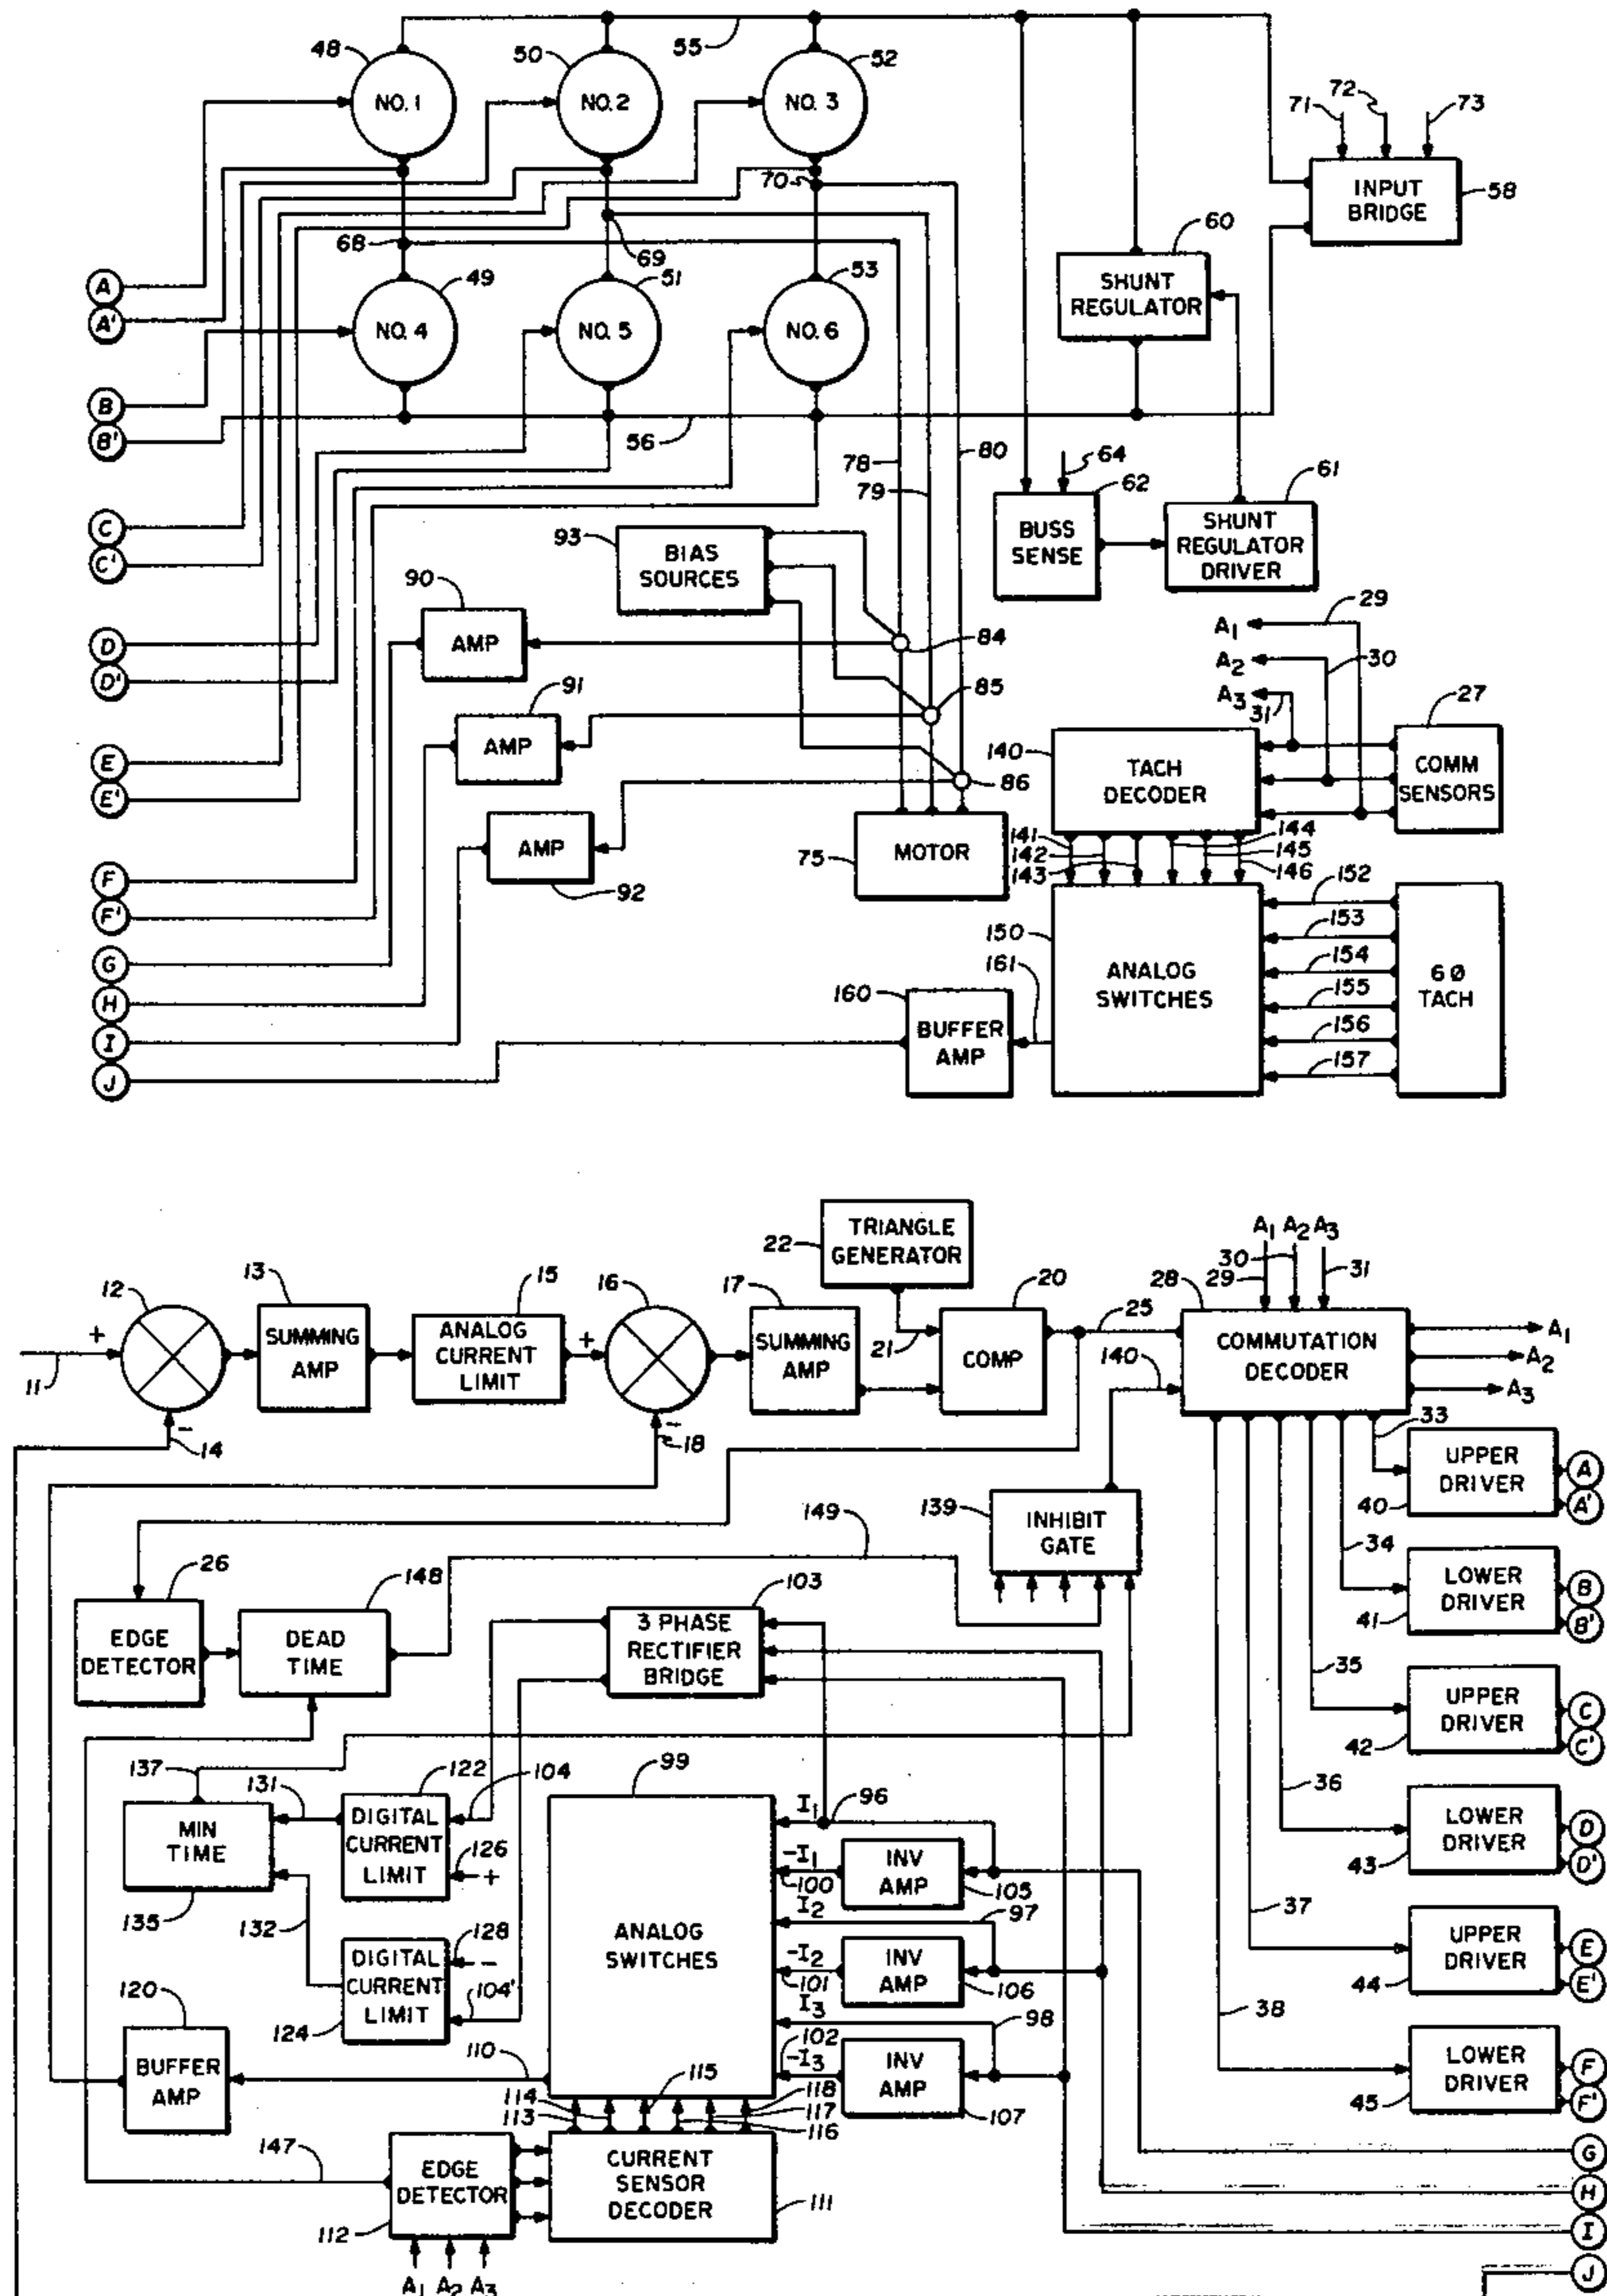 55
48
50
52
NO. 1
NO. 2
NO. 3
71
72
73
INPUT
BRIDGE
58
70
68
69
60
SHUNT
REGULATOR
49
51
53
NO. 4
NO. 5
NO. 6
A
A'
B
B'
56
78
79
80
64
62
61
BUSS
SENSE
SHUNT
REGULATOR
DRIVER
C
C'
93
BIAS
SOURCES
90
AMP
84
D
D'
91
AMP
85
86
29
A1
A2
30
A3
31
27
COMM
SENSORS
140
TACH
DECODER
E
E'
AMP
92
75
MOTOR
141
142
143
144
145
146
F
F'
G
H
I
J
150
ANALOG
SWITCHES
152
153
154
155
156
157
6Ø
TACH
160
161
BUFFER
AMP
22
TRIANGLE
GENERATOR
A1 A2 A3
30
29
31
12
13
15
16
17
20
25
28
+
11
-
14
SUMMING
AMP
ANALOG
CURRENT
LIMIT
+
-
18
SUMMING
AMP
21
COMP
140
COMMUTATION
DECODER
A1
A2
A3
33
UPPER
DRIVER
40
A
A'
139
INHIBIT
GATE
149
34
LOWER
DRIVER
41
B
B'
26
EDGE
DETECTOR
148
DEAD
TIME
103
3 PHASE
RECTIFIER
BRIDGE
35
UPPER
DRIVER
42
C
C'
137
131
122
104
99
I1
96
MIN
TIME
135
DIGITAL
CURRENT
LIMIT
126
+
-I1
100
INV
AMP
105
36
LOWER
DRIVER
43
D
D'
132
I2
97
ANALOG
SWITCHES
128
-
DIGITAL
CURRENT
LIMIT
104'
124
-I2
101
INV
AMP
106
37
UPPER
DRIVER
44
E
E'
120
BUFFER
AMP
110
I3
98
102
-I3
INV
AMP
107
38
LOWER
DRIVER
45
F
F'
114
113
115
118
117
116
147
EDGE
DETECTOR
112
CURRENT
SENSOR
DECODER
111
A1 A2 A3
G
H
I
J